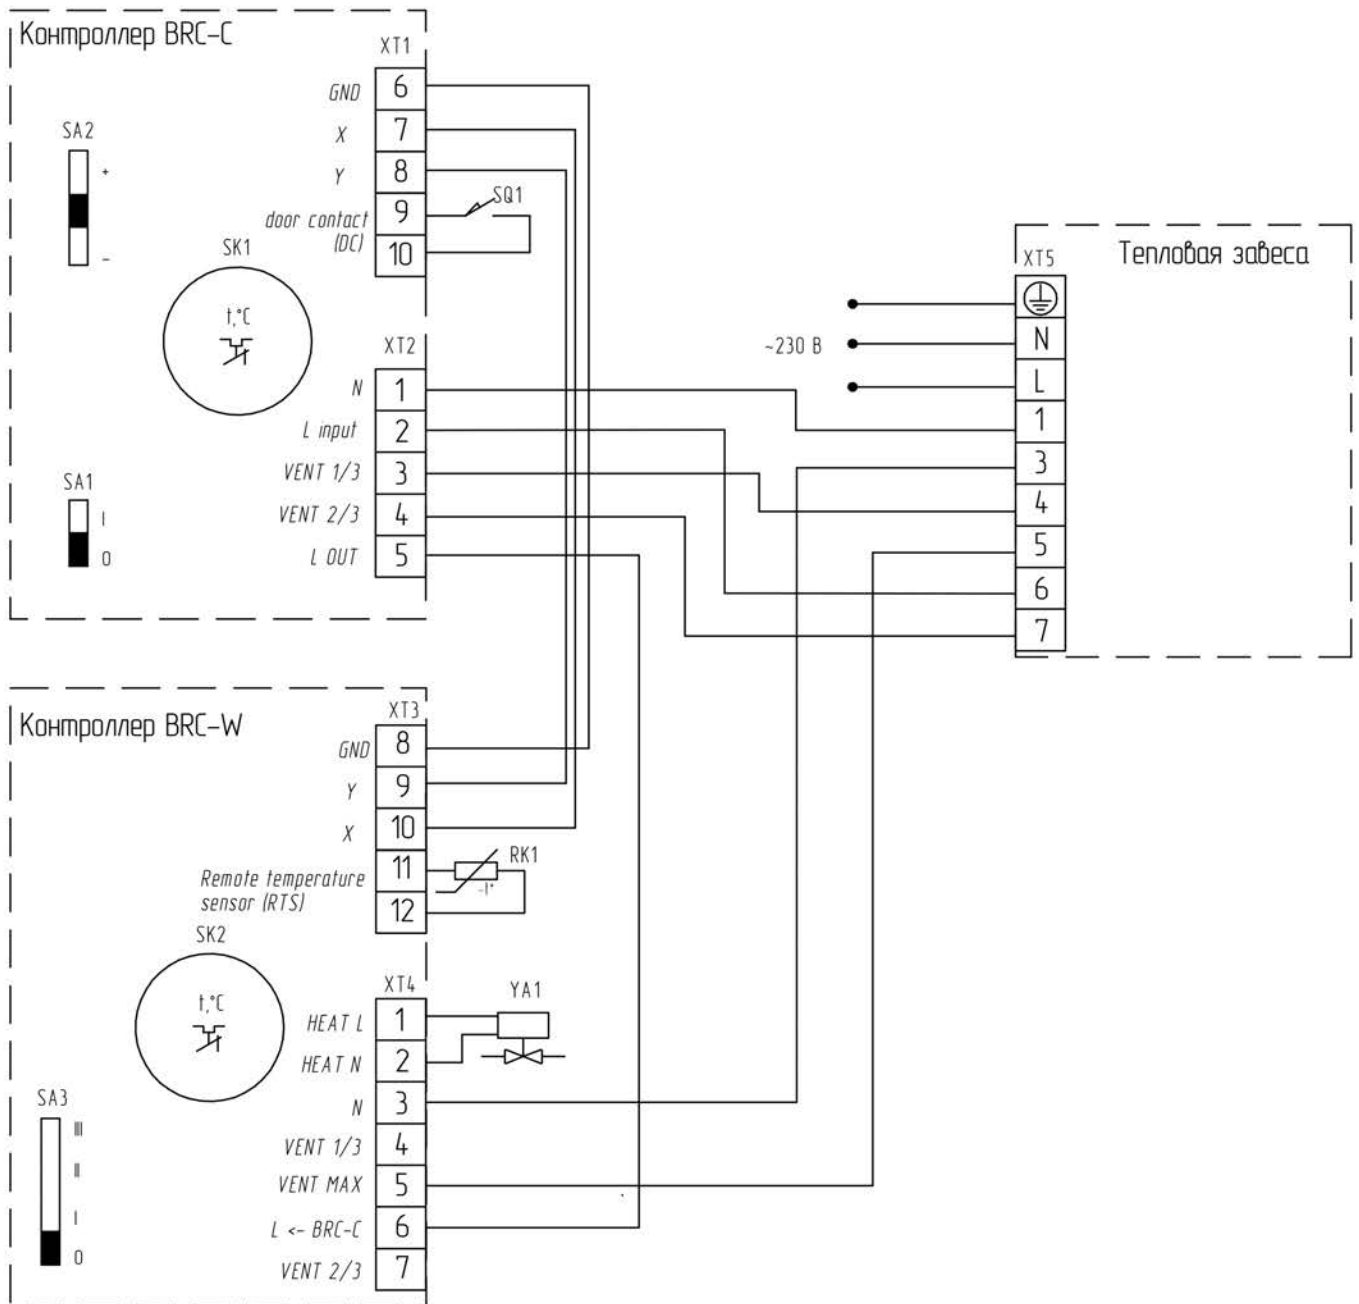 Контроллер BRC-C
XT1
GND 6
X 7
Y 8
door contact 9
(DC) 10
SQ1
SA2
+
-
SK1
t,°C
XT2
N 1
L input 2
VENT 1/3 3
VENT 2/3 4
L OUT 5
SA1
I
0
XT5
Тепловая завеса
~230 В
N
L
1
3
4
5
6
7
Контроллер BRC-W
XT3
GND 8
Y 9
X 10
11
Remote temperature
sensor (RTS)
12
RK1
SK2
t,°C
XT4
HEAT L 1
HEAT N 2
N 3
VENT 1/3 4
VENT MAX 5
L <- BRC-C 6
VENT 2/3 7
YA1
SA3
III
II
I
0